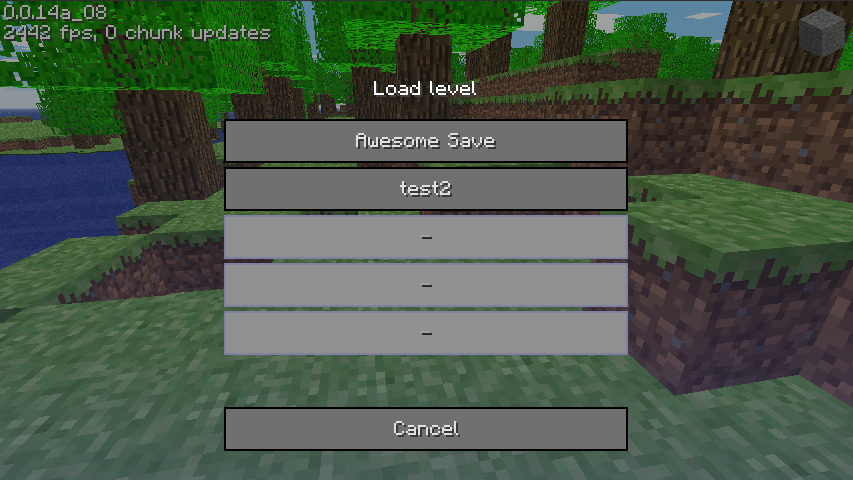 0.0.14a_08
2442 fps, 0 chunk updates
Load level
Awesome Save
test2
-
-
-
Cancel